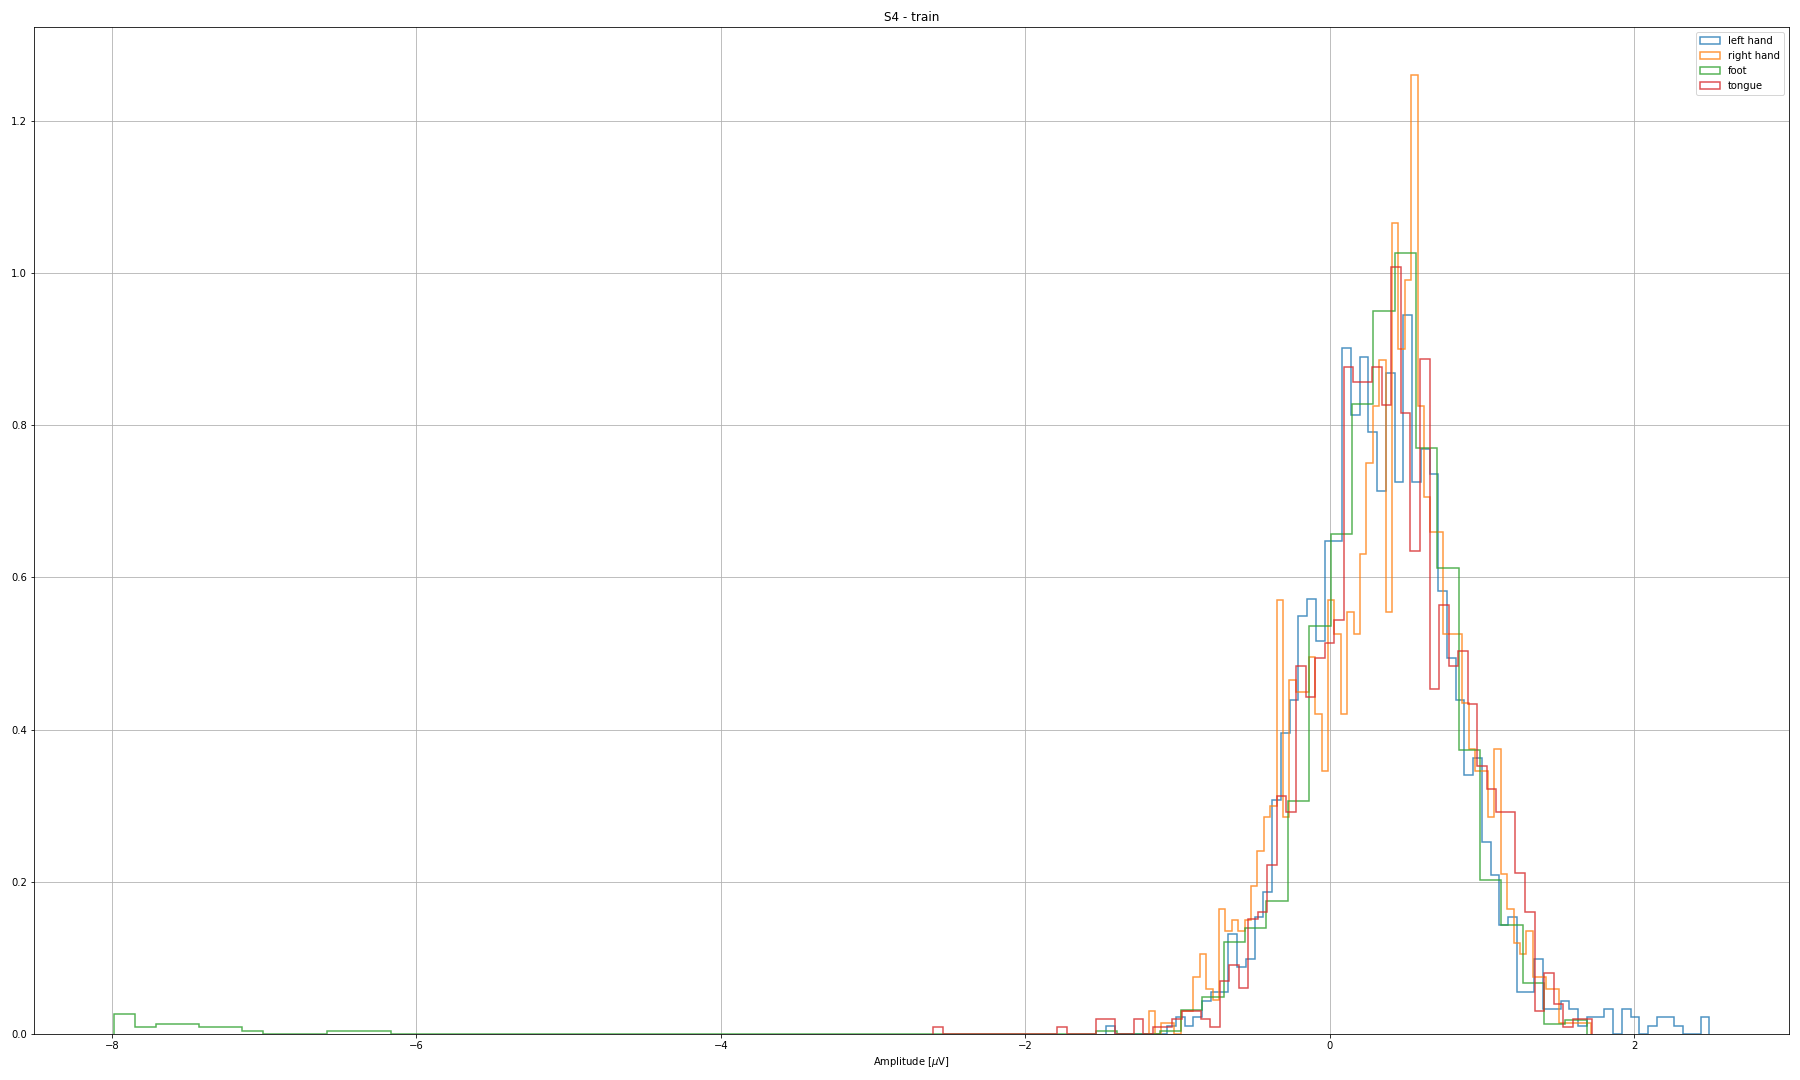 S4 - train
left hand
right hand
foot
tongue
1.2
1.0
0.8
0.6
0.4
0.2
0.0
−8 −6 −4 −2 0 2
Amplitude [μV]